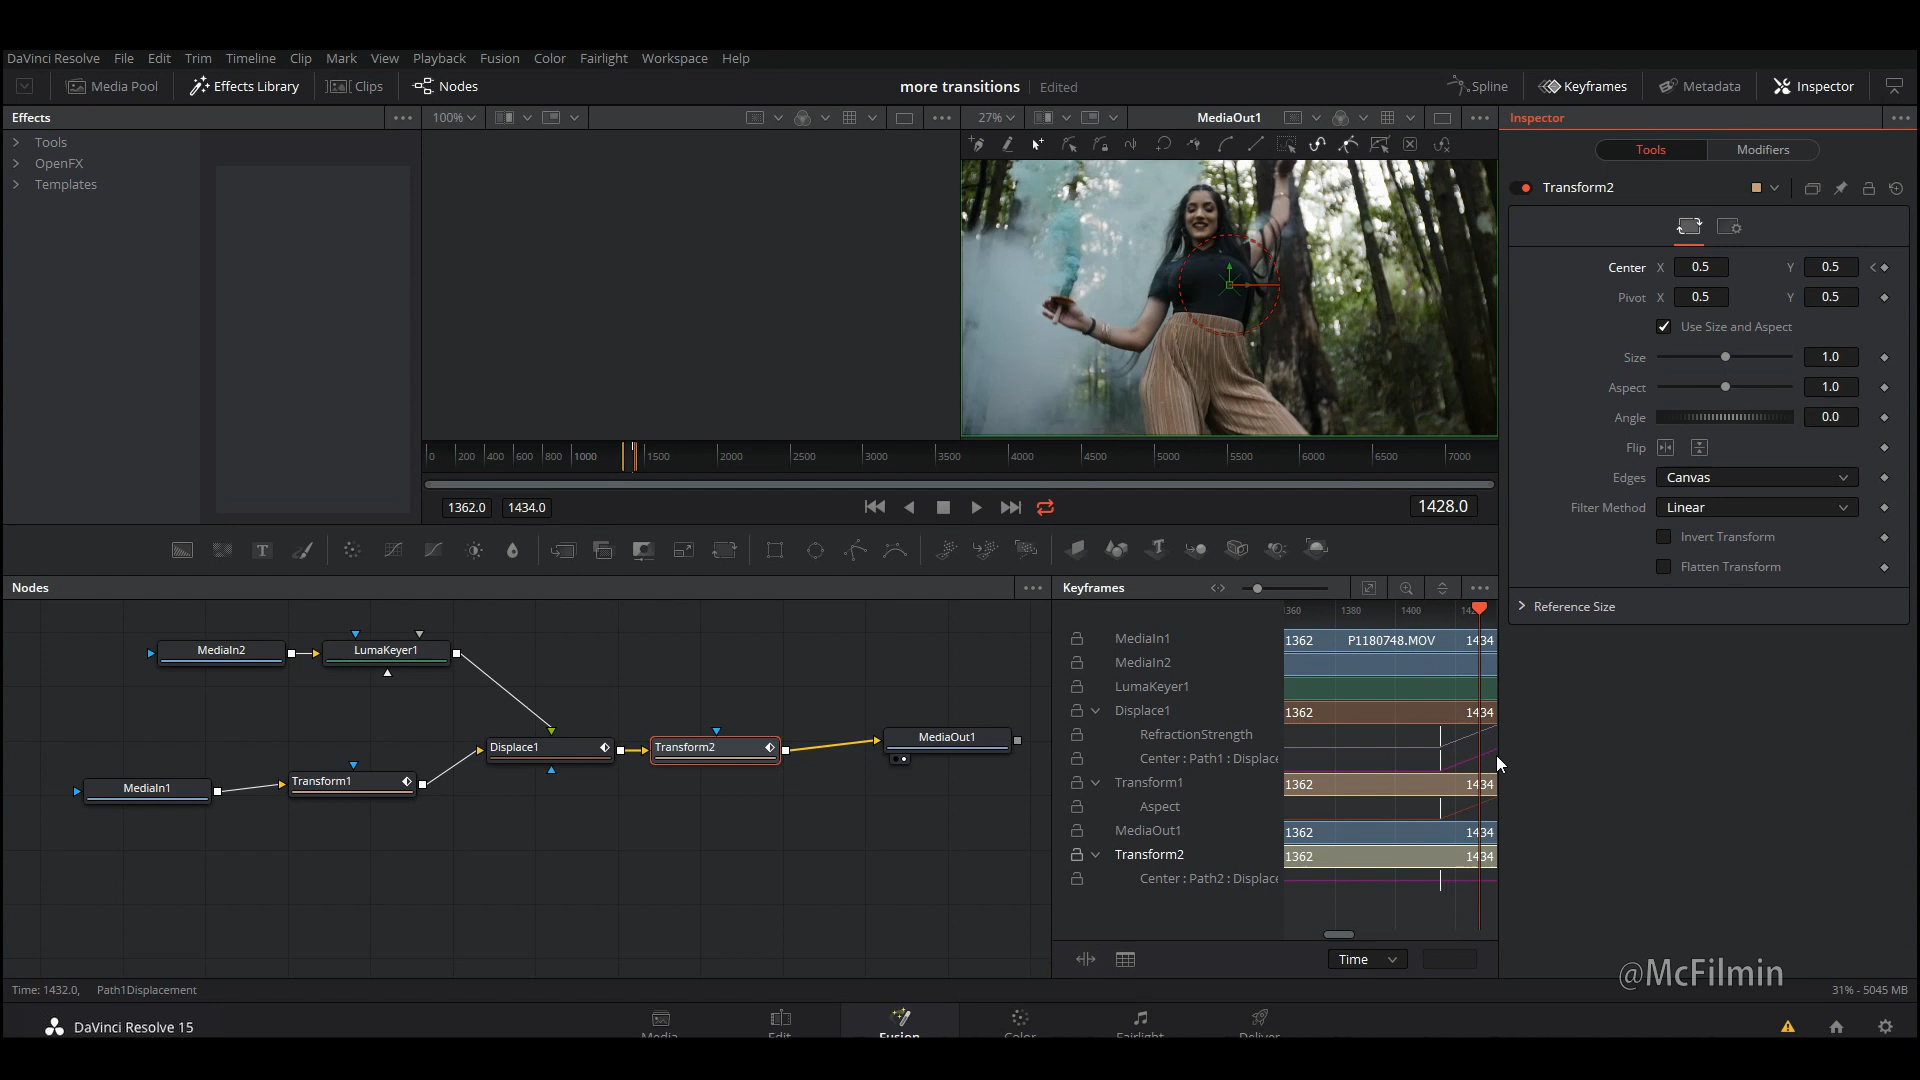 DaVinci Resolve File Edit Trim Timeline Clip Mark View Playback Fusion Color Fairlight Workspace Help
Media Pool Effects Library Clips Nodes more transitions Edited Spline Keyframes Metadata Inspector
Effects 100% 27% MediaOut1 Inspector
Tools
OpenFX
Templates
Tools Modifiers
Transform2
Center X 0.5 Y 0.5
Pivot X 0.5 Y 0.5
Use Size and Aspect
Size 1.0
Aspect 1.0
Angle 0.0
Flip
Edges Canvas
Filter Method Linear
Invert Transform
Flatten Transform
Reference Size
0 200 400 600 800 1000 1500 2000 2500 3000 3500 4000 4500 5000 5500 6000 6500 7000
1362.0 1434.0 1428.0
T T
Nodes
MediaIn2 LumaKeyer1
Displace1 Transform2 MediaOut1
MediaIn1 Transform1
Keyframes
1380 1400
MediaIn1 1362 P1180748.MOV 1434
MediaIn2
LumaKeyer1
Displace1 1362 1434
RefractionStrength
Center : Path1 : Displace
Transform1 1362 1434
Aspect
MediaOut1 1362 1434
Transform2 1362 1434
Center : Path2 : Displace
Time
@McFilmin
Time: 1432.0, Path1Displacement 31% - 5045 MB
DaVinci Resolve 15 Media Edit Fusion Color Fairlight Deliver